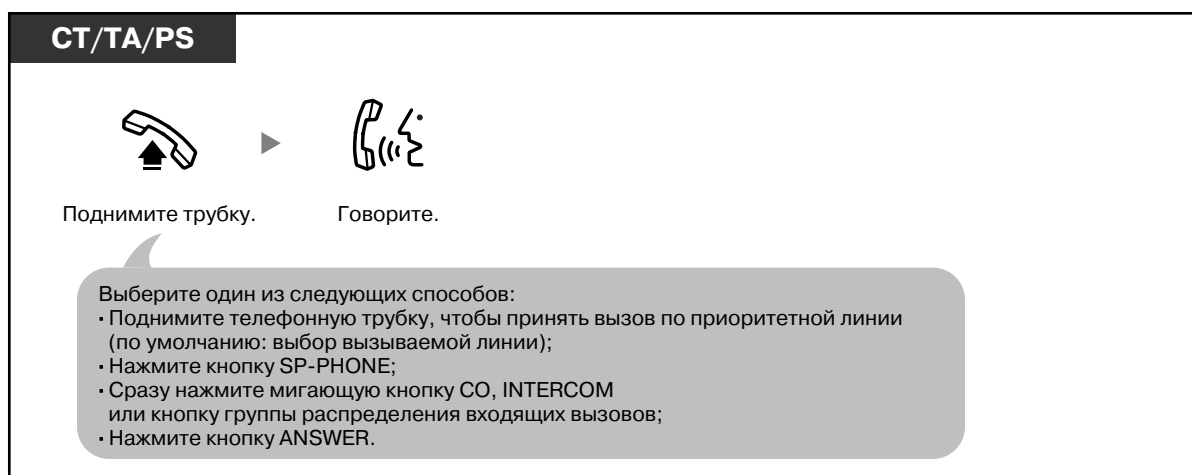 CT/TA/PS
Поднимите трубку.
Говорите.
Выберите один из следующих способов:
· Поднимите телефонную трубку, чтобы принять вызов по приоритетной линии
(по умолчанию: выбор вызываемой линии);
· Нажмите кнопку SP-PHONE;
· Сразу нажмите мигающую кнопку CO, INTERCOM
или кнопку группы распределения входящих вызовов;
· Нажмите кнопку ANSWER.